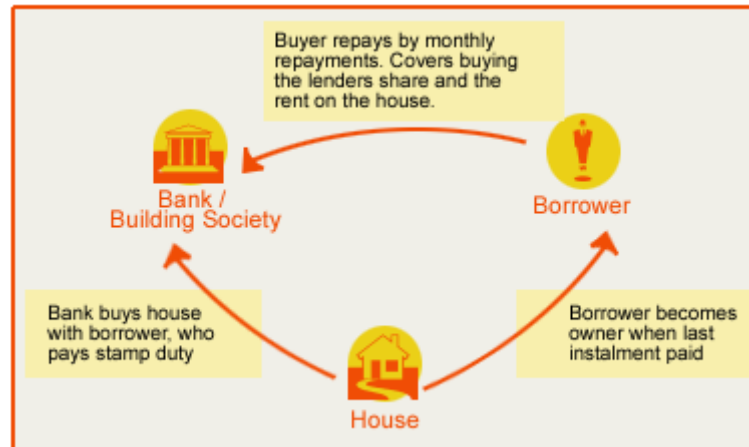 Buyer repays by monthly
repayments. Covers buying
the lenders share and the
rent on the house.
Bank /
Building Society
Borrower
Bank buys house
with borrower, who
pays stamp duty
Borrower becomes
owner when last
instalment paid
House